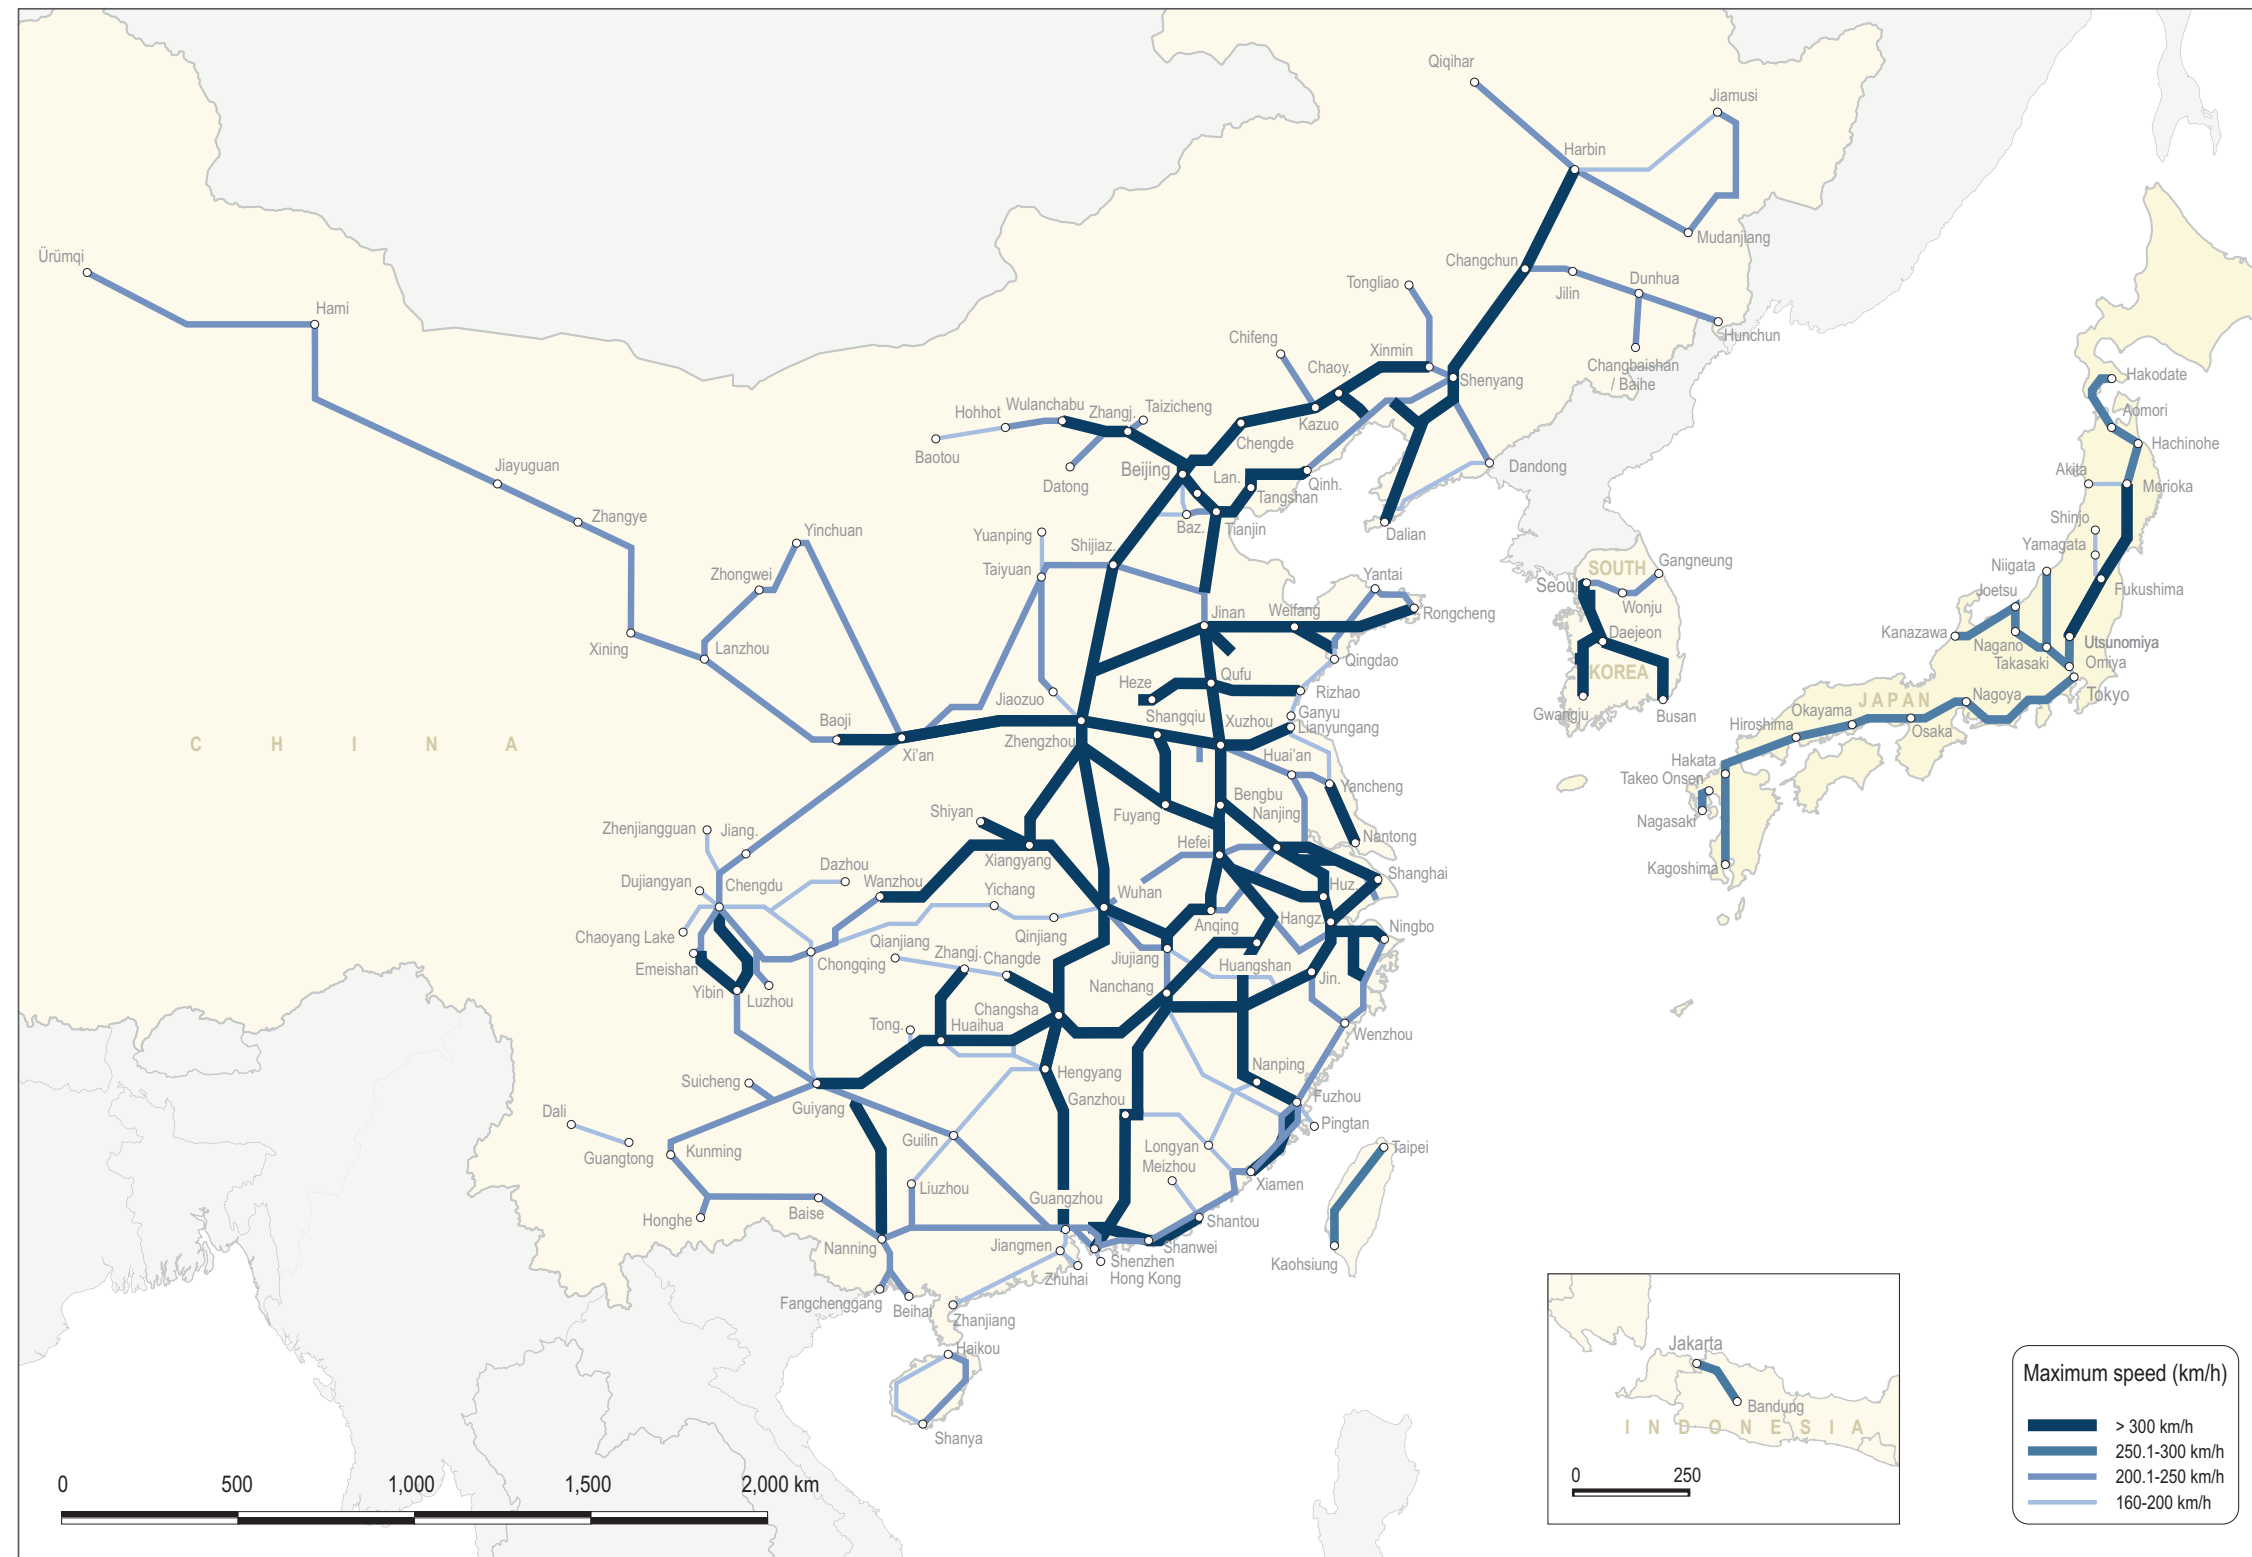 Qiqihar
Jiamusi
Harbin
Mudanjiang
Ürümqi
Hami
Changchun
Tongliao
Jilin
Dunhua
Hunchun
Changbaishan
/ Baihe
Chifeng
Chaoy.
Xinmin
Shenyang
Hakodate
Aomori
Hachinohe
Akita
Morioka
Shinjo
Yamagata
Fukushima
Niigata
Joetsu
Kanazawa
Nagano
Takasaki
Utsunomiya
Omiya
Tokyo
JAPAN
Nagoya
Okayama
Osaka
Hiroshima
Hakata
Takeo Onsen
Nagasaki
Kagoshima
Hohhot
Wulanchabu
Zhangj.
Taizicheng
Baotou
Datong
Beijing
Chengde
Kazuo
Lan.
Tangshan
Qinh.
Baz.
Tianjin
Dandong
Dalian
Jiayuguan
Zhangye
Yinchuan
Zhongwei
Xining
Lanzhou
Yuanping
Taiyuan
Shijiaz.
Jinan
Weifang
Yantai
Rongcheng
Qingdao
Seoul
SOUTH
Gangneung
Wonju
Daejeon
KOREA
Gwangju
Busan
Jiaozuo
Heze
Qufu
Rizhao
Ganyu
Lianyungang
Shangqiu
Xuzhou
Zhengzhou
Baoji
Xi'an
CHINA
Huai'an
Yancheng
Bengbu
Nanjing
Fuyang
Nantong
Hefei
Shanghai
Huz.
Hangz.
Ningbo
Shiyan
Xiangyang
Zhenjiangguan
Jiang.
Dujiangyan
Chengdu
Dazhou
Wanzhou
Yichang
Wuhan
Qinjiang
Anqing
Chaoyang Lake
Emeishan
Yibin
Luzhou
Chongqing
Qianjiang
Zhangj.
Changde
Jiujiang
Huangshan
Jin.
Nanchang
Changsha
Wenzhou
Tong.
Huaihua
Hengyang
Ganzhou
Nanping
Fuzhou
Pingtan
Suicheng
Guiyang
Dali
Guangtong
Kunming
Guilin
Longyan
Meizhou
Xiamen
Taipei
Kaohsiung
Honghe
Baise
Liuzhou
Guangzhou
Nanning
Jiangmen
Zhuhai
Shenzhen
Hong Kong
Shanwei
Shantou
Fangchenggang
Beihai
Zhanjiang
Haikou
Shanya
Jakarta
Bandung
INDONESIA
0 250
0 500 1,000 1,500 2,000 km
Maximum speed (km/h)
> 300 km/h
250.1-300 km/h
200.1-250 km/h
160-200 km/h